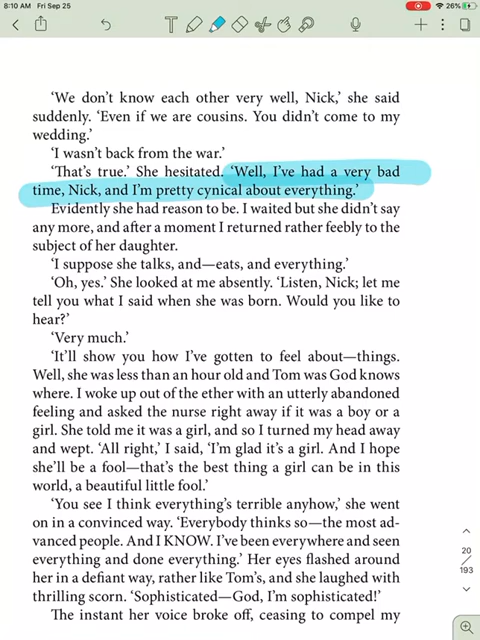 8:10 AM Fri Sep 25
26%
T
'We don't know each other very well, Nick,' she said
suddenly. 'Even if we are cousins. You didn't come to my
wedding.'
'I wasn't back from the war.'
'That's true.' She hesitated. 'Well, I've had a very bad
time, Nick, and I'm pretty cynical about everything.'
Evidently she had reason to be. I waited but she didn't say
any more, and after a moment I returned rather feebly to the
subject of her daughter.
'I suppose she talks, and—eats, and everything.'
'Oh, yes.' She looked at me absently. 'Listen, Nick; let me
tell you what I said when she was born. Would you like to
hear?'
'Very much.'
'It'll show you how I've gotten to feel about—things.
Well, she was less than an hour old and Tom was God knows
where. I woke up out of the ether with an utterly abandoned
feeling and asked the nurse right away if it was a boy or a
girl. She told me it was a girl, and so I turned my head away
and wept. 'All right,' I said, 'I'm glad it's a girl. And I hope
she'll be a fool—that's the best thing a girl can be in this
world, a beautiful little fool.'
'You see I think everything's terrible anyhow,' she went
on in a convinced way. 'Everybody thinks so—the most ad-
vanced people. And I KNOW. I've been everywhere and seen
everything and done everything.' Her eyes flashed around
her in a defiant way, rather like Tom's, and she laughed with
thrilling scorn. 'Sophisticated—God, I'm sophisticated!'
The instant her voice broke off, ceasing to compel my
20
193